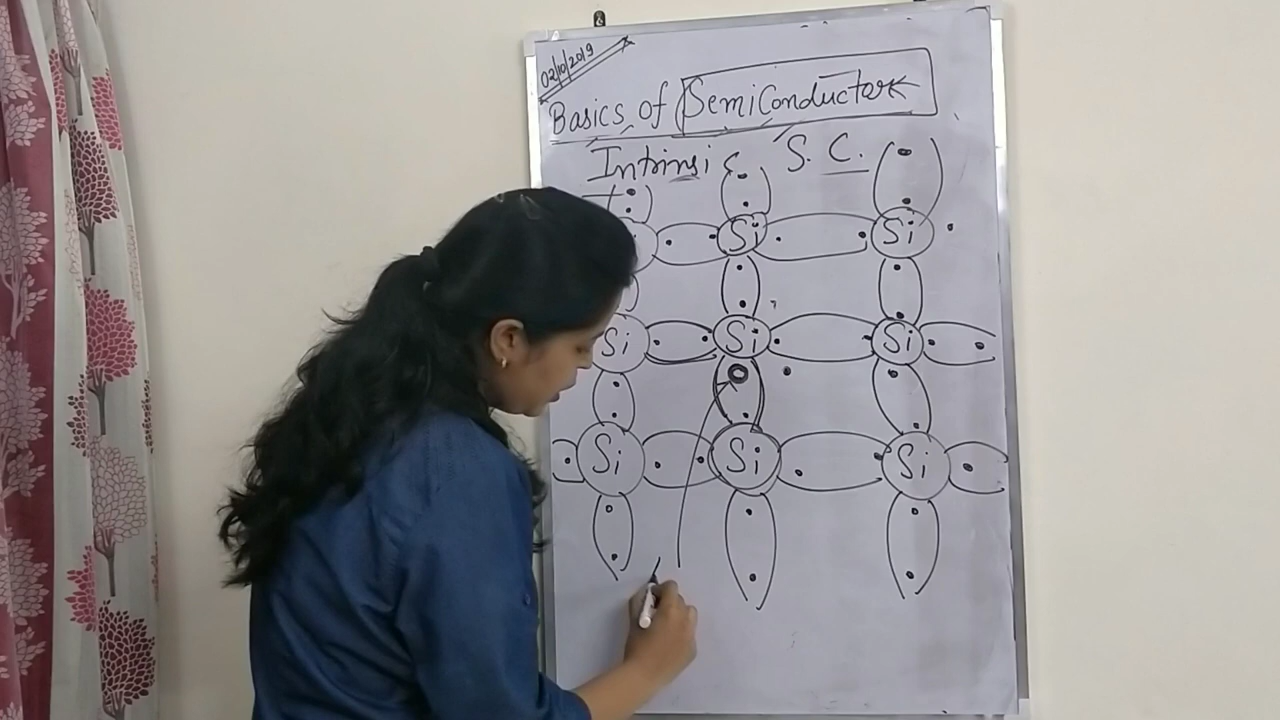 02/10/2019
Basics of SemiConductor
Intrinsic S.C.
Si Si
Si Si Si
Si Si Si